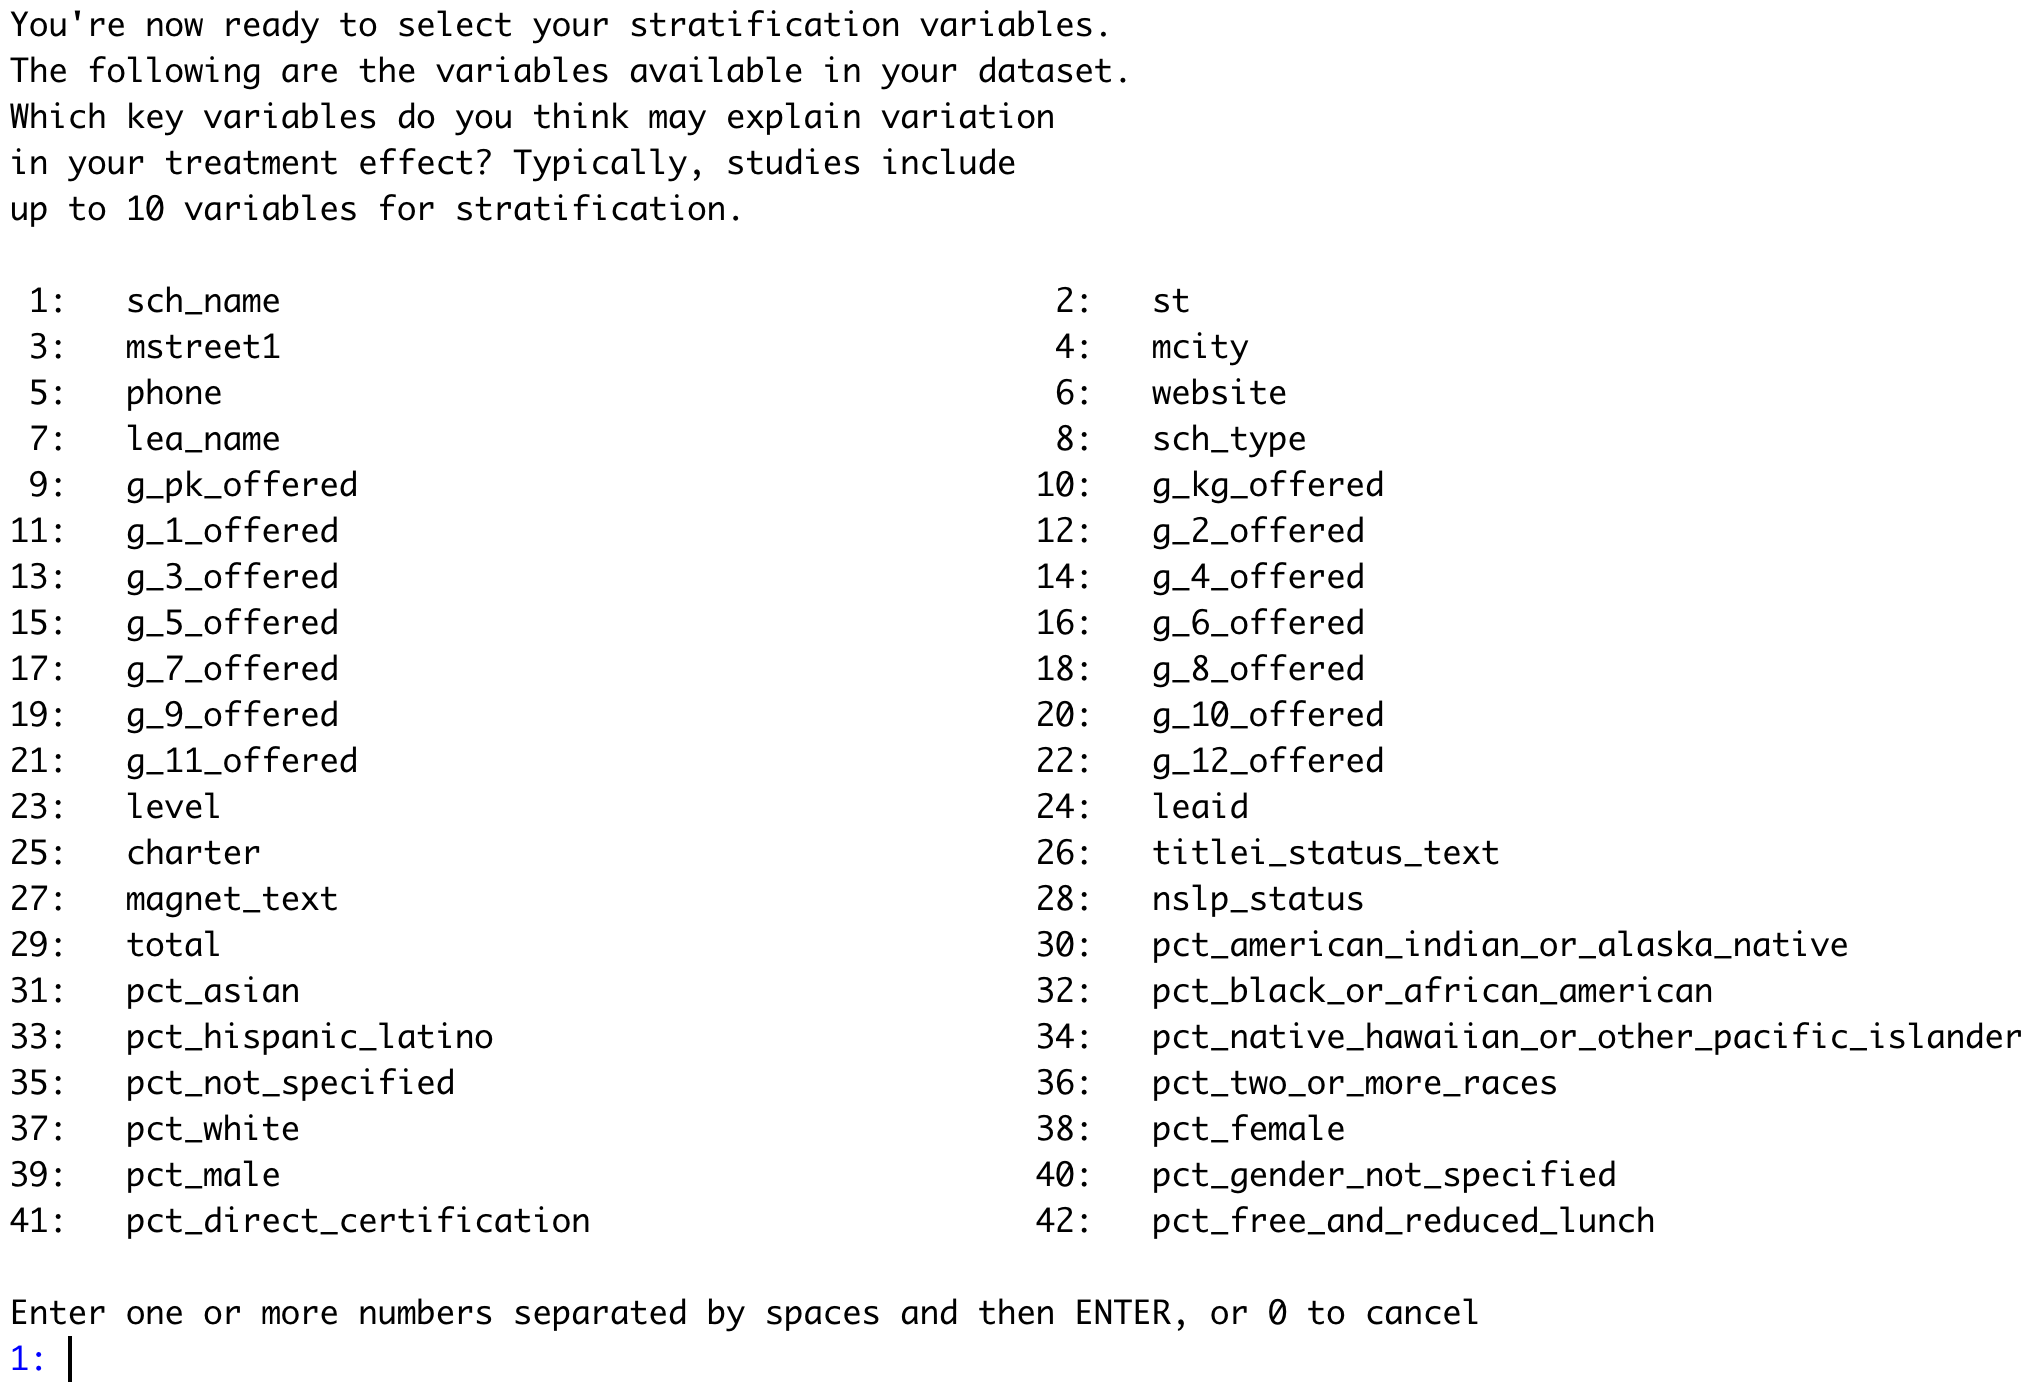 You're now ready to select your stratification variables.
The following are the variables available in your dataset.
Which key variables do you think may explain variation
in your treatment effect? Typically, studies include
up to 10 variables for stratification.
1: sch_name 2: st
3: mstreet1 4: mcity
5: phone 6: website
7: lea_name 8: sch_type
9: g_pk_offered 10: g_kg_offered
11: g_1_offered 12: g_2_offered
13: g_3_offered 14: g_4_offered
15: g_5_offered 16: g_6_offered
17: g_7_offered 18: g_8_offered
19: g_9_offered 20: g_10_offered
21: g_11_offered 22: g_12_offered
23: level 24: leaid
25: charter 26: titlei_status_text
27: magnet_text 28: nslp_status
29: total 30: pct_american_indian_or_alaska_native
31: pct_asian 32: pct_black_or_african_american
33: pct_hispanic_latino 34: pct_native_hawaiian_or_other_pacific_islander
35: pct_not_specified 36: pct_two_or_more_races
37: pct_white 38: pct_female
39: pct_male 40: pct_gender_not_specified
41: pct_direct_certification 42: pct_free_and_reduced_lunch
Enter one or more numbers separated by spaces and then ENTER, or 0 to cancel
1: